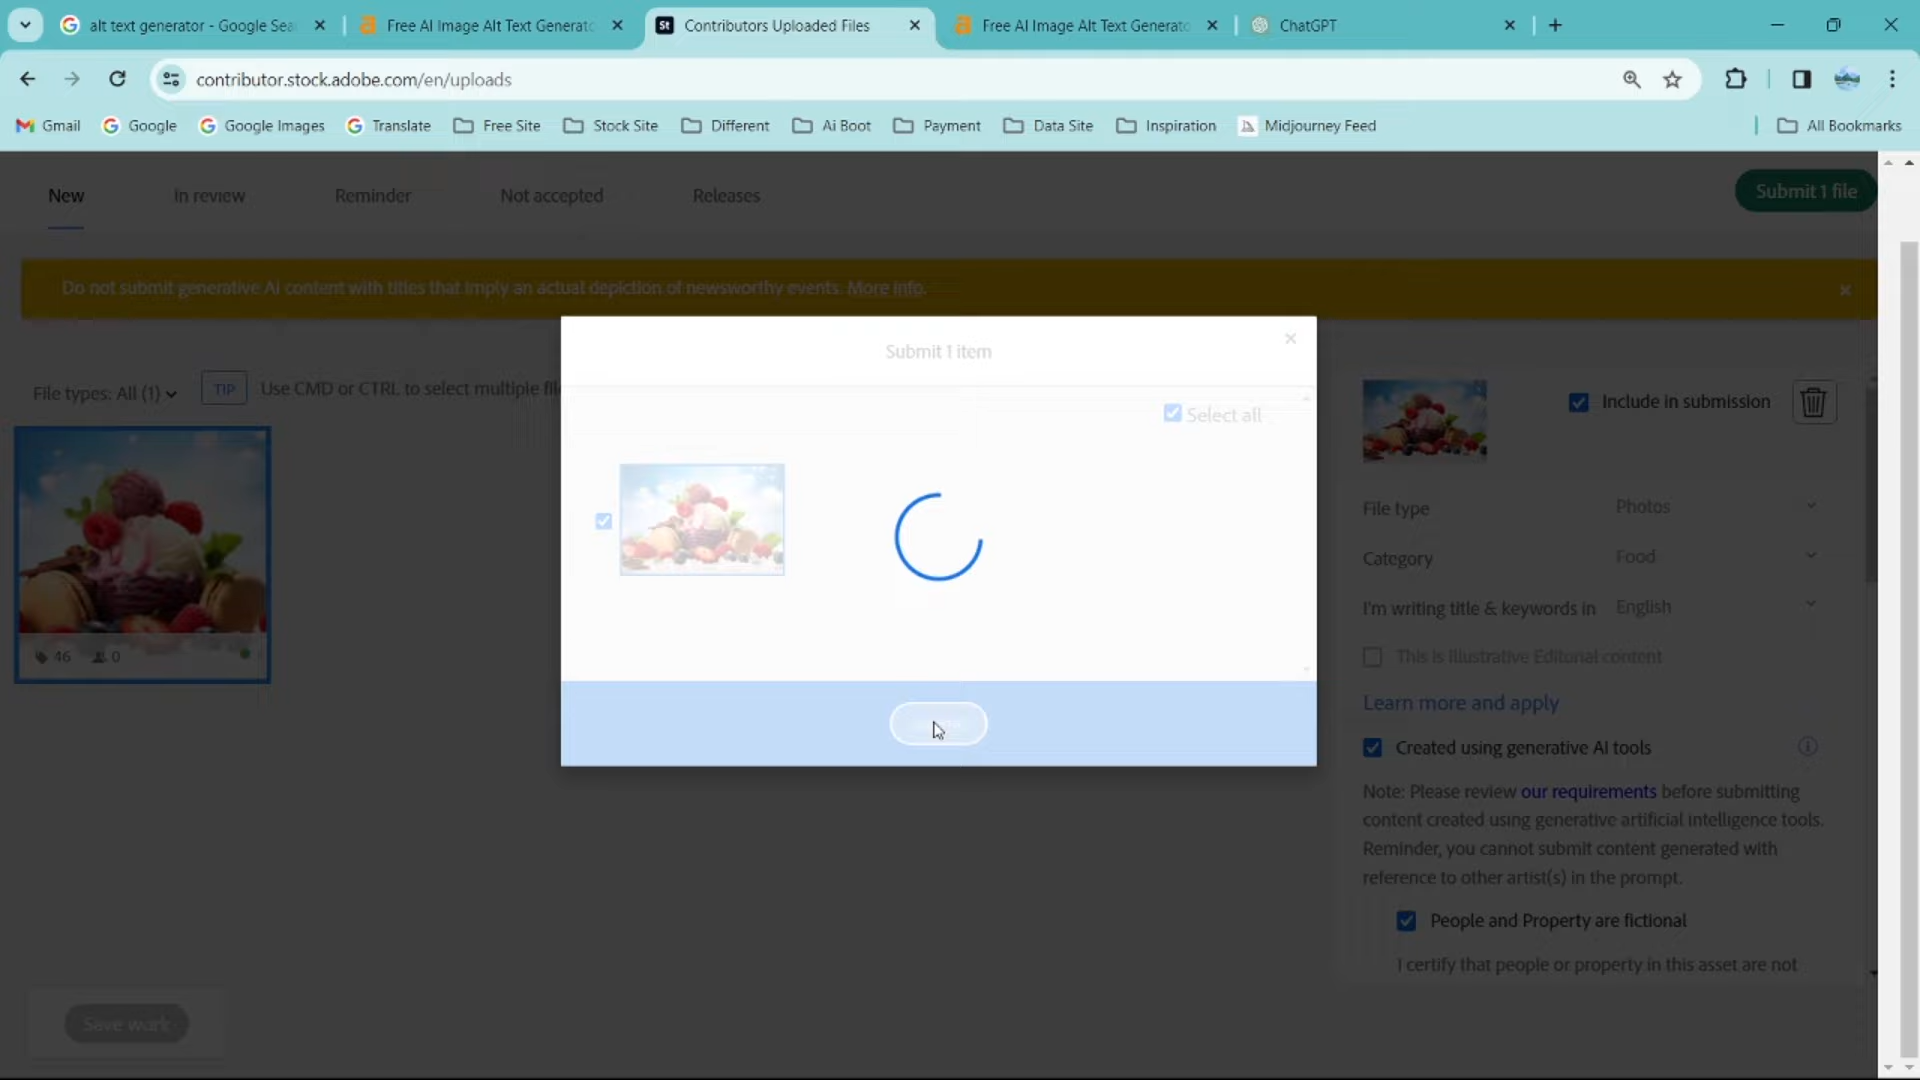 alt text generator - Google Sea
Free AI Image Alt Text Generato
Contributors Uploaded Files
Free AI Image Alt Text Generato
ChatGPT
contributor.stock.adobe.com/en/uploads
Gmail
Google
Google Images
Translate
Free Site
Stock Site
Different
Ai Boot
Payment
Data Site
Inspiration
Midjourney Feed
All Bookmarks
New
In review
Reminder
Not accepted
Releases
Submit 1 file
Do not submit generative AI content with titles that imply an actual depiction of newsworthy events. More info.
Submit 1 item
Select all
File types: All (1)
TIP
Use CMD or CTRL to select multiple fil
46
0
Include in submission
File type
Photos
Category
Food
I'm writing title & keywords in
English
This is Illustrative Editorial content
Learn more and apply
Created using generative AI tools
Note: Please review our requirements before submitting
content created using generative artificial intelligence tools.
Reminder, you cannot submit content generated with
reference to other artist(s) in the prompt.
People and Property are fictional
I certify that people or property in this asset are not
Save work